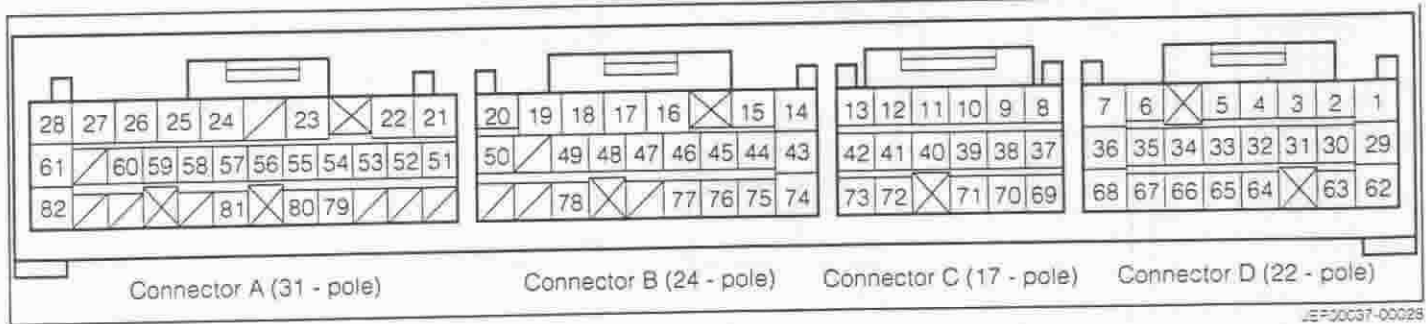 28 27 26 25 24 23 22 21 20 19 18 17 16 15 14 13 12 11 10 9 8 7 6 5 4 3 2 1
61 60 59 58 57 56 55 54 53 52 51 50 49 48 47 46 45 44 43 42 41 40 39 38 37 36 35 34 33 32 31 30 29
82 81 80 79 78 77 76 75 74 73 72 71 70 69 68 67 66 65 64 63 62
Connector A (31 - pole) Connector B (24 - pole) Connector C (17 - pole) Connector D (22 - pole)